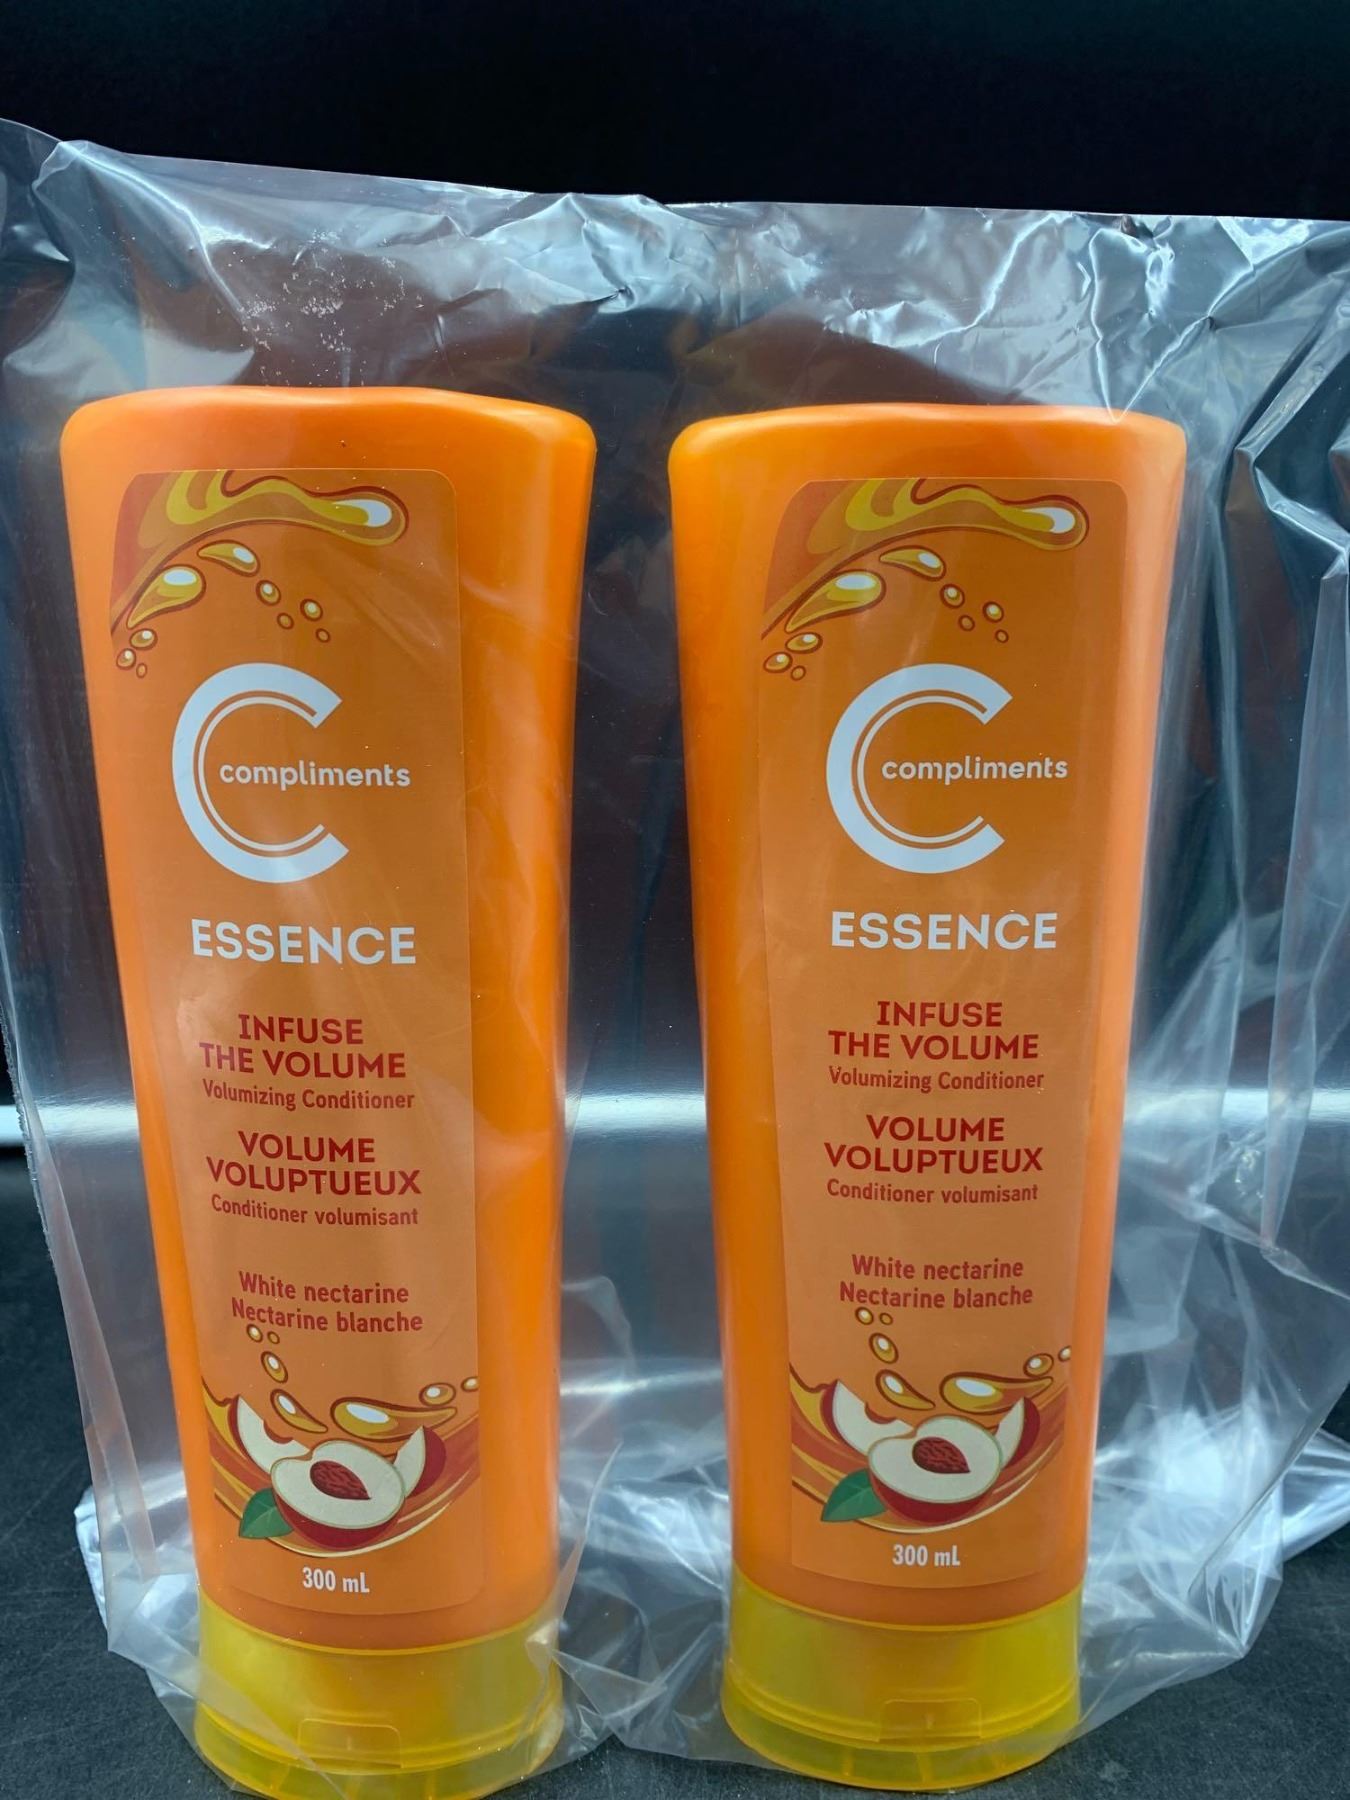 compliments
ESSENCE
INFUSE
THE VOLUME
Volumizing Conditioner
VOLUME
VOLUPTUEUX
Conditioner volumisant
White nectarine
Nectarine blanche
300 mL
compliments
ESSENCE
INFUSE
THE VOLUME
Volumizing Conditioner
VOLUME
VOLUPTUEUX
Conditioner volumisant
White nectarine
Nectarine blanche
300 mL